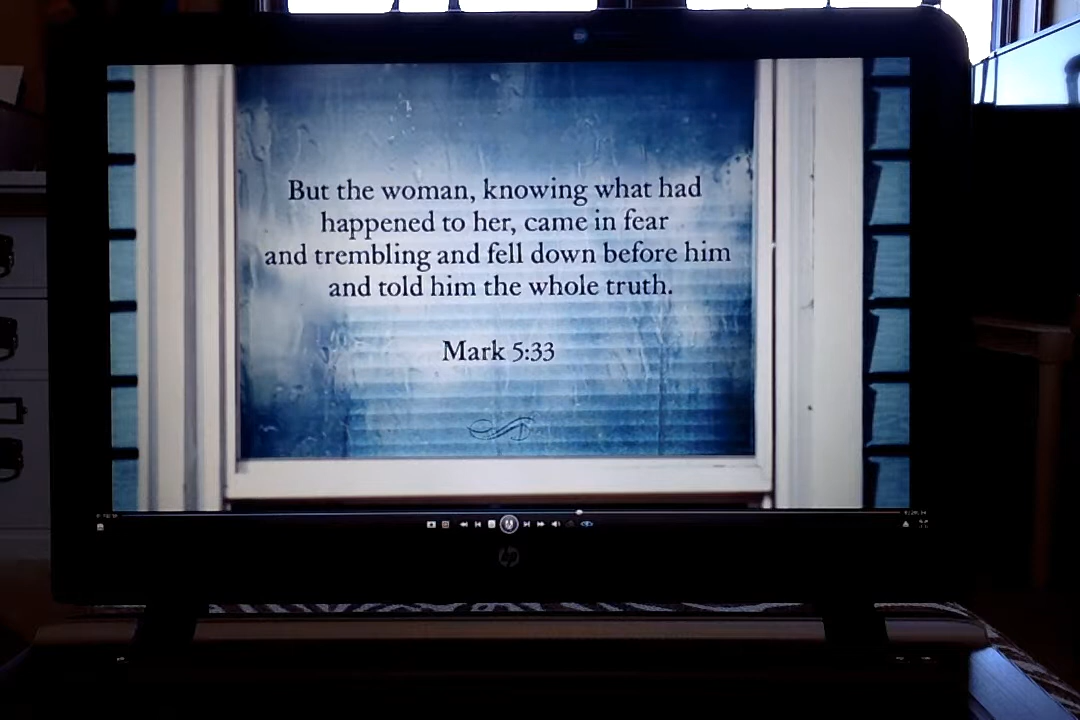 But the woman, knowing what had
happened to her, came in fear
and trembling and fell down before him
and told him the whole truth.
Mark 5:33
hp